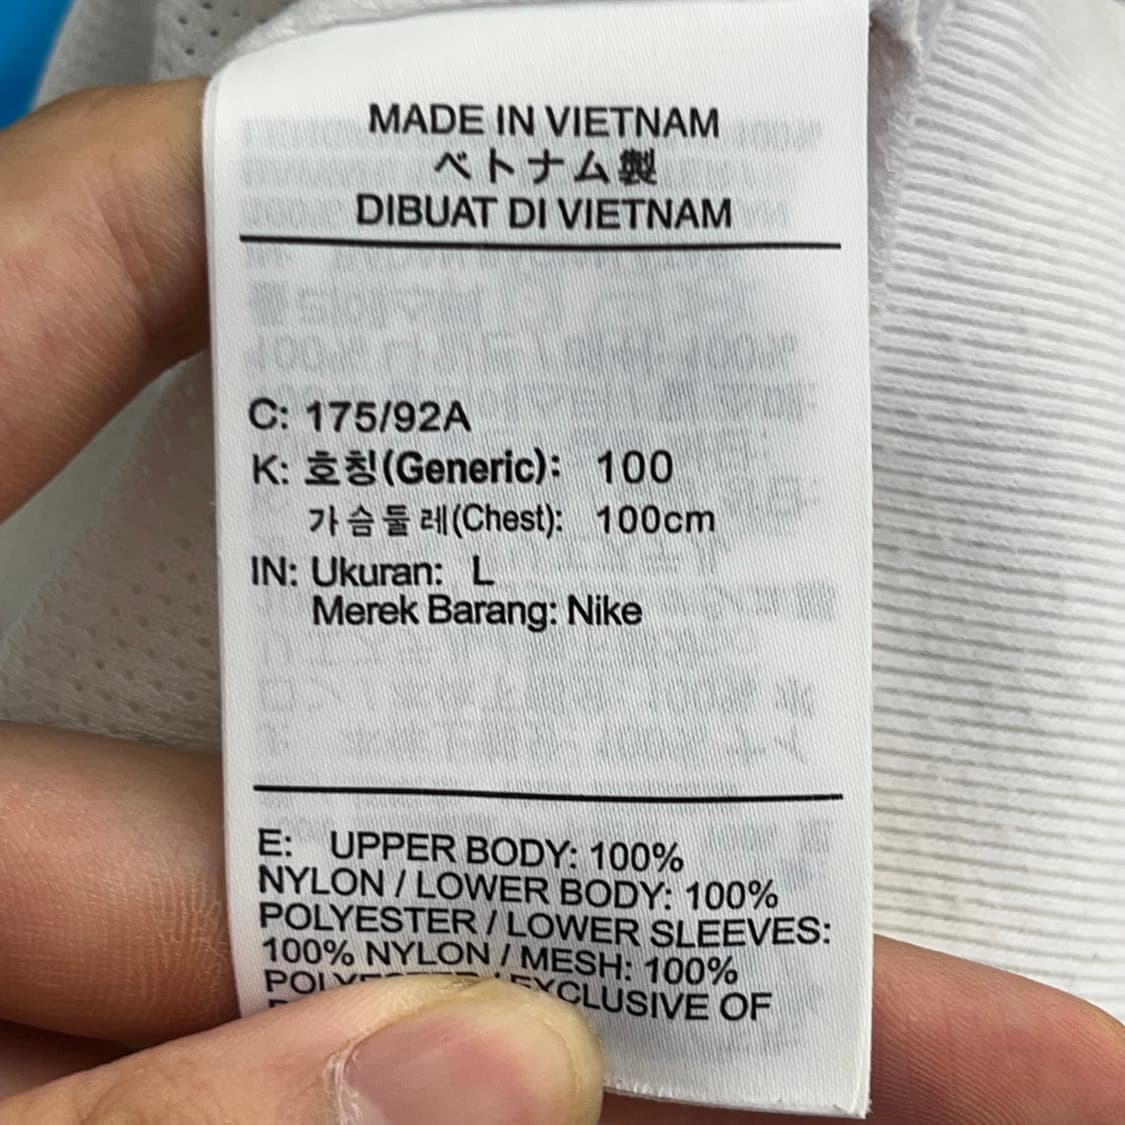 MADE IN VIETNAM
ベトナム製
DIBUAT DI VIETNAM
C: 175/92A
K: 호칭(Generic): 100
가슴둘레(Chest): 100cm
IN: Ukuran: L
Merek Barang: Nike
E: UPPER BODY: 100%
NYLON / LOWER BODY: 100%
POLYESTER / LOWER SLEEVES:
100% NYLON / MESH: 100%
POLYESTER / EXCLUSIVE OF